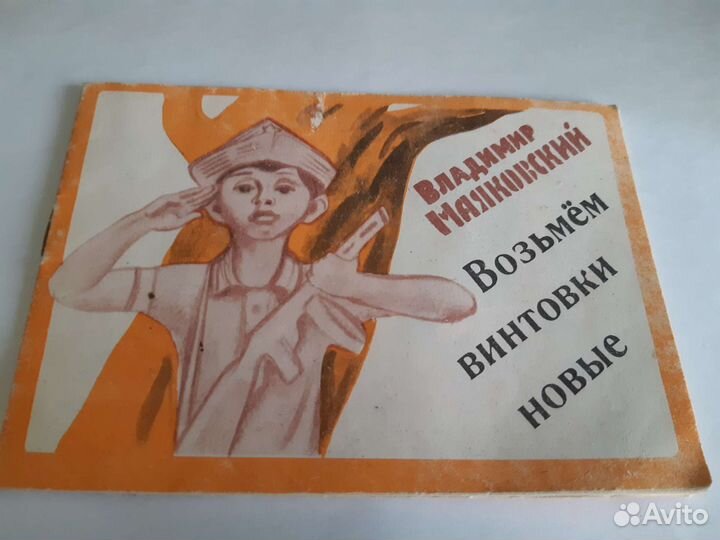 Владимир
Маяковский
Возьмём
винтовки
новые
Avito